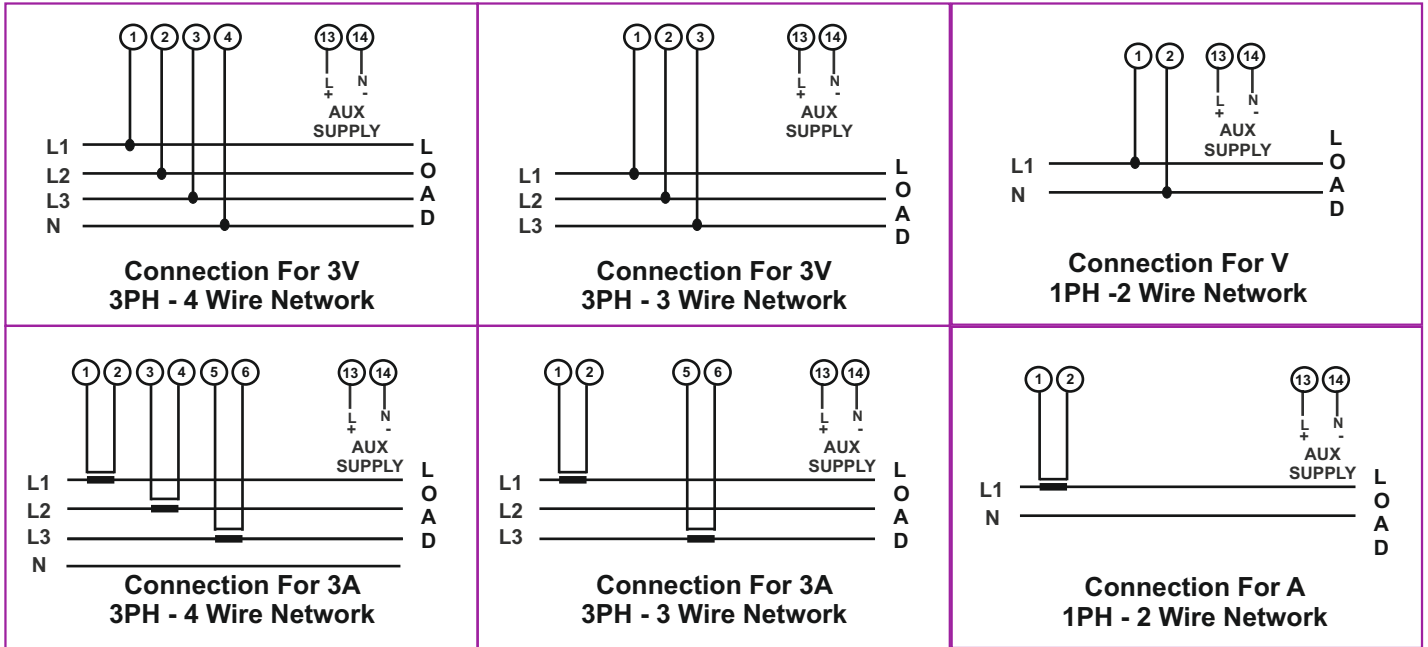 1 2 3 4 13 14
L N
+ -
AUX
SUPPLY
L1
L2
L3
N
L
O
A
D
Connection For 3V
3PH - 4 Wire Network
1 2 3 13 14
L N
+ -
AUX
SUPPLY
L1
L2
L3
L
O
A
D
Connection For 3V
3PH - 3 Wire Network
1 2 13 14
L N
+ -
AUX
SUPPLY
L1
N
L
O
A
D
Connection For V
1PH -2 Wire Network
1 2 3 4 5 6 13 14
L N
+ -
AUX
SUPPLY
L1
L2
L3
N
L
O
A
D
Connection For 3A
3PH - 4 Wire Network
1 2 5 6 13 14
L N
+ -
AUX
SUPPLY
L1
L2
L3
L
O
A
D
Connection For 3A
3PH - 3 Wire Network
1 2 13 14
L N
+ -
AUX
SUPPLY
L1
N
L
O
A
D
Connection For A
1PH - 2 Wire Network